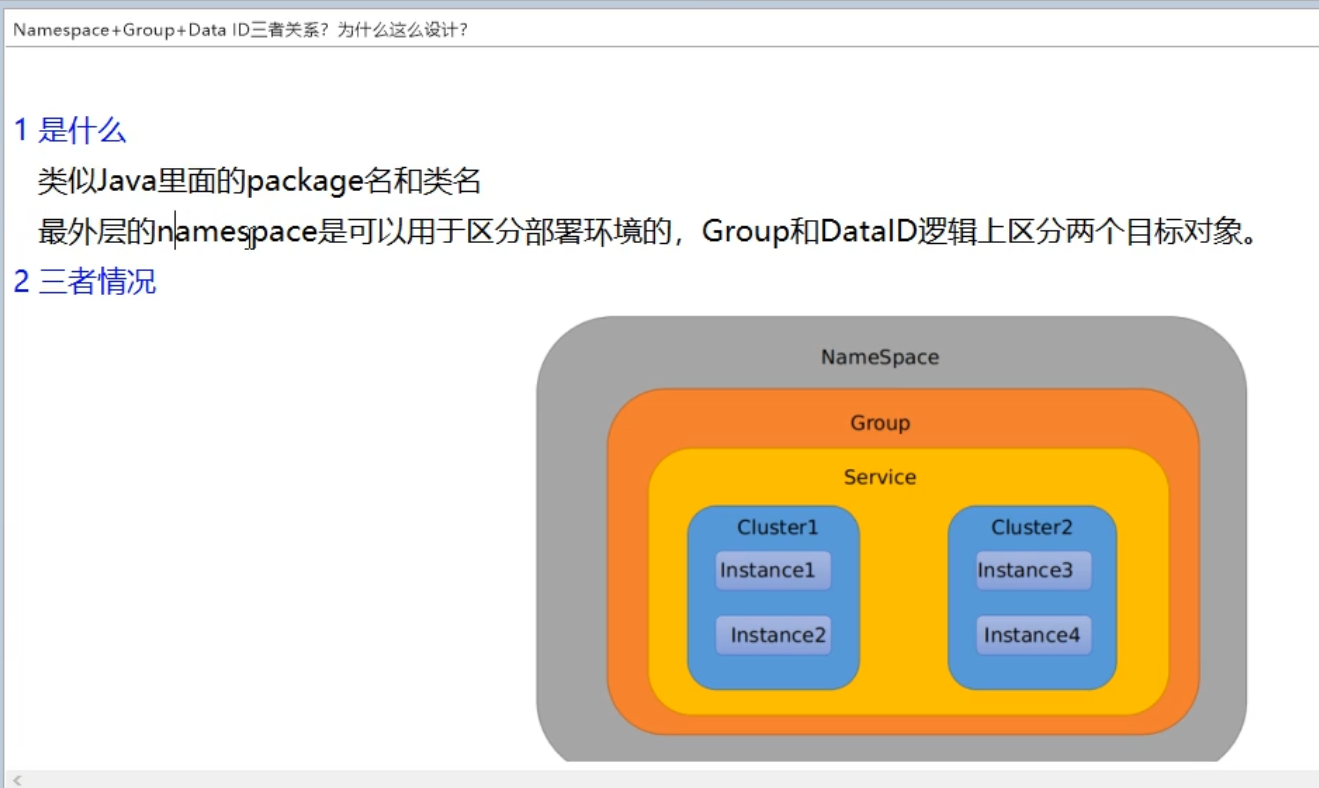 Namespace+Group+Data ID三者关系？为什么这么设计？
1 是什么
类似Java里面的package名和类名
最外层的namespace是可以用于区分部署环境的，Group和DataID逻辑上区分两个目标对象。
2 三者情况
NameSpace
Group
Service
Cluster1
Cluster2
Instance1
Instance3
Instance2
Instance4